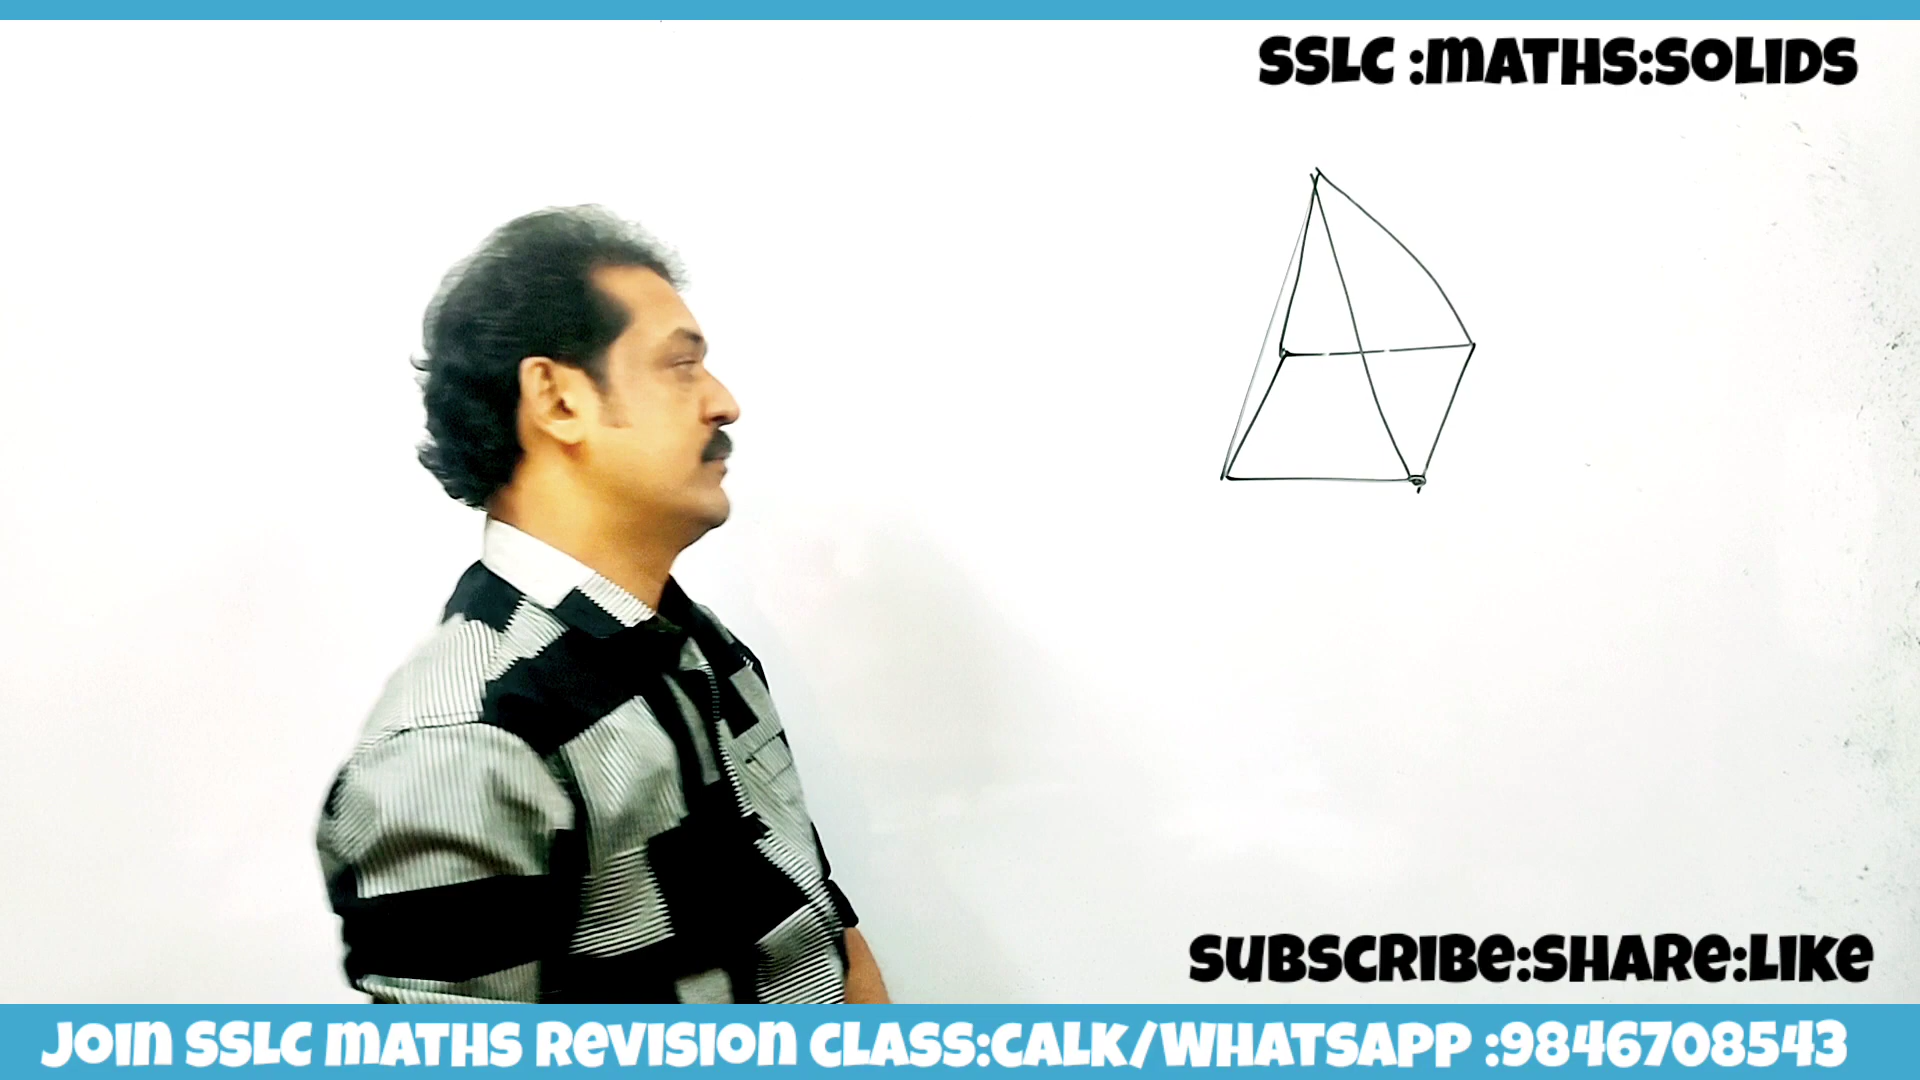 SSLC :MATHS:SOLIDS
SUBSCRIBE:SHARE:LIKE
JOIN SSLC MATHS REVISION CLASS:CALK/WHATSAPP :9846708543